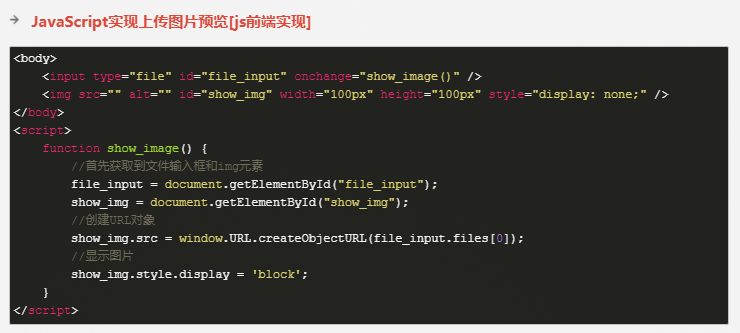 JavaScript实现上传图片预览[js前端实现]
<body>
    <input type="file" id="file_input" onchange="show_image()" />
    <img src="" alt="" id="show_img" width="100px" height="100px" style="display: none;" />
</body>
<script>
    function show_image() {
        //首先获取到文件输入框和img元素
        file_input = document.getElementById("file_input");
        show_img = document.getElementById("show_img");
        //创建URL对象
        show_img.src = window.URL.createObjectURL(file_input.files[0]);
        //显示图片
        show_img.style.display = 'block';
    }
</script>